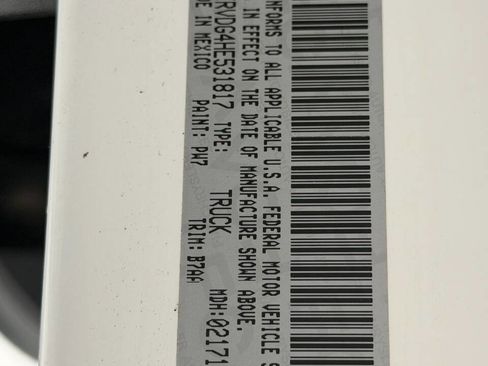 NFORMS TO ALL APPLICABLE U.S.A. FEDERAL MOTOR VEHICLE S
IN EFFECT ON THE DATE OF MANUFACTURE SHOWN ABOVE.
RVDG4HE531817 TYPE: TRUCK MDH:02171
DE IN MEXICO PAINT: PW7 TRIM: B7AA